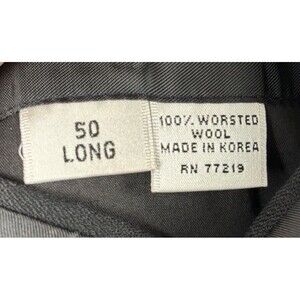 50
LONG
100% WORSTED
WOOL
MADE IN KOREA
RN 77219